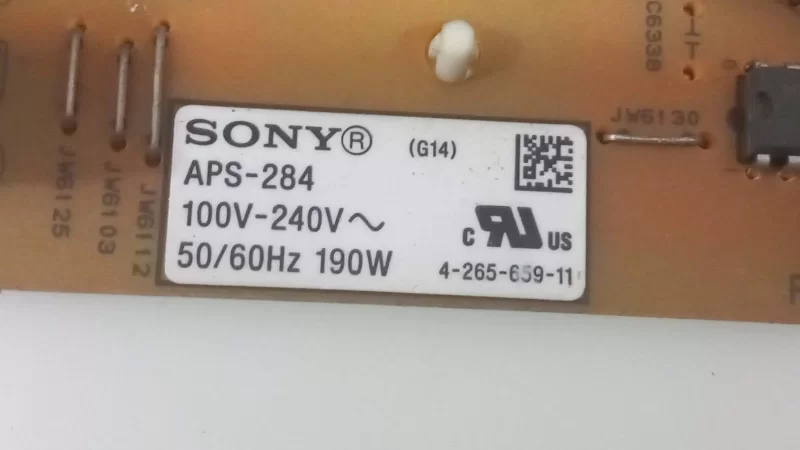 C6338
JW6130
JW6125
JW6103
JW6112
SONY®
(G14)
APS-284
100V-240V~
50/60Hz 190W
c UR US
4-265-659-11